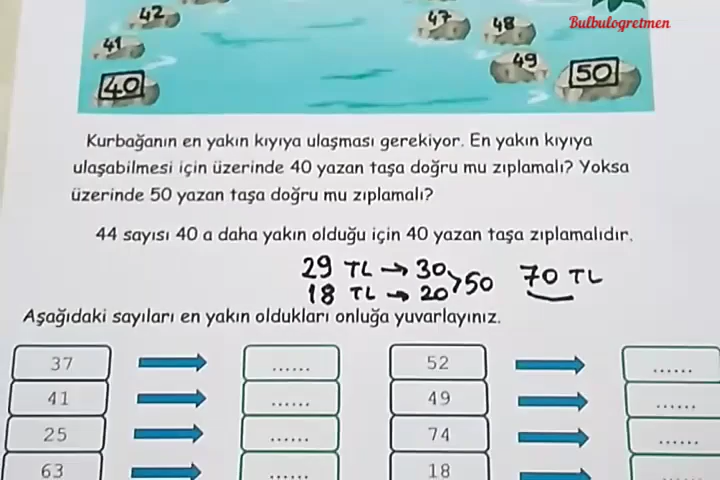 42
47
48
Bulbulogretmen
41
49
40
50
Kurbağanın en yakın kıyıya ulaşması gerekiyor. En yakın kıyıya
ulaşabilmesi için üzerinde 40 yazan taşa doğru mu zıplamalı? Yoksa
üzerinde 50 yazan taşa doğru mu zıplamalı?
44 sayısı 40 a daha yakın olduğu için 40 yazan taşa zıplamalıdır.
29 TL → 30
18 TL → 20 > 50 70 TL
Aşağıdaki sayıları en yakın oldukları onluğa yuvarlayınız.
37 ...... 52 ......
41 ...... 49 ......
25 ...... 74 ......
63 ...... 18 ......